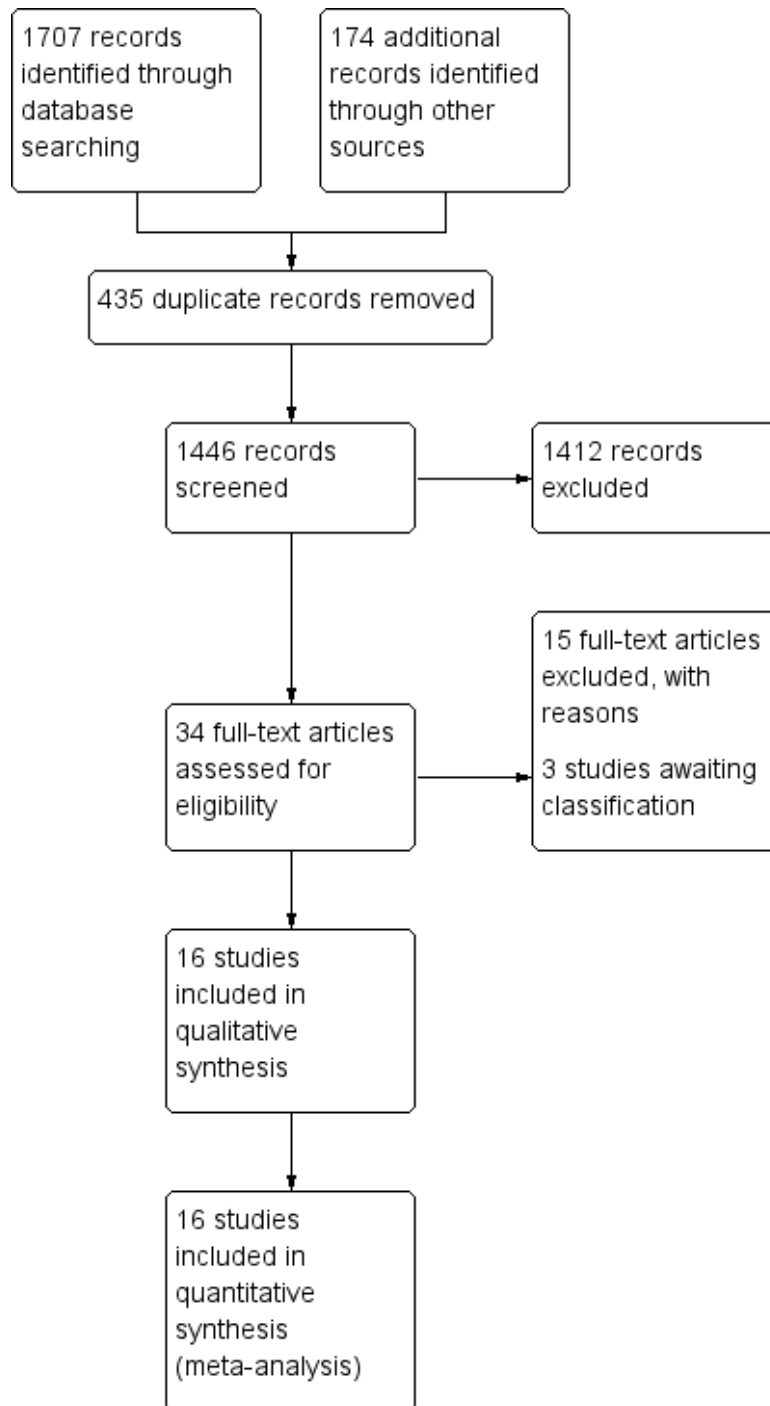 1707 records
identified through
database
searching
174 additional
records identified
through other
sources
435 duplicate records removed
1446 records
screened
1412 records
excluded
34 full-text articles
assessed for
eligibility
15 full-text articles
excluded, with
reasons
3 studies awaiting
classification
16 studies
included in
qualitative
synthesis
16 studies
included in
quantitative
synthesis
(meta-analysis)